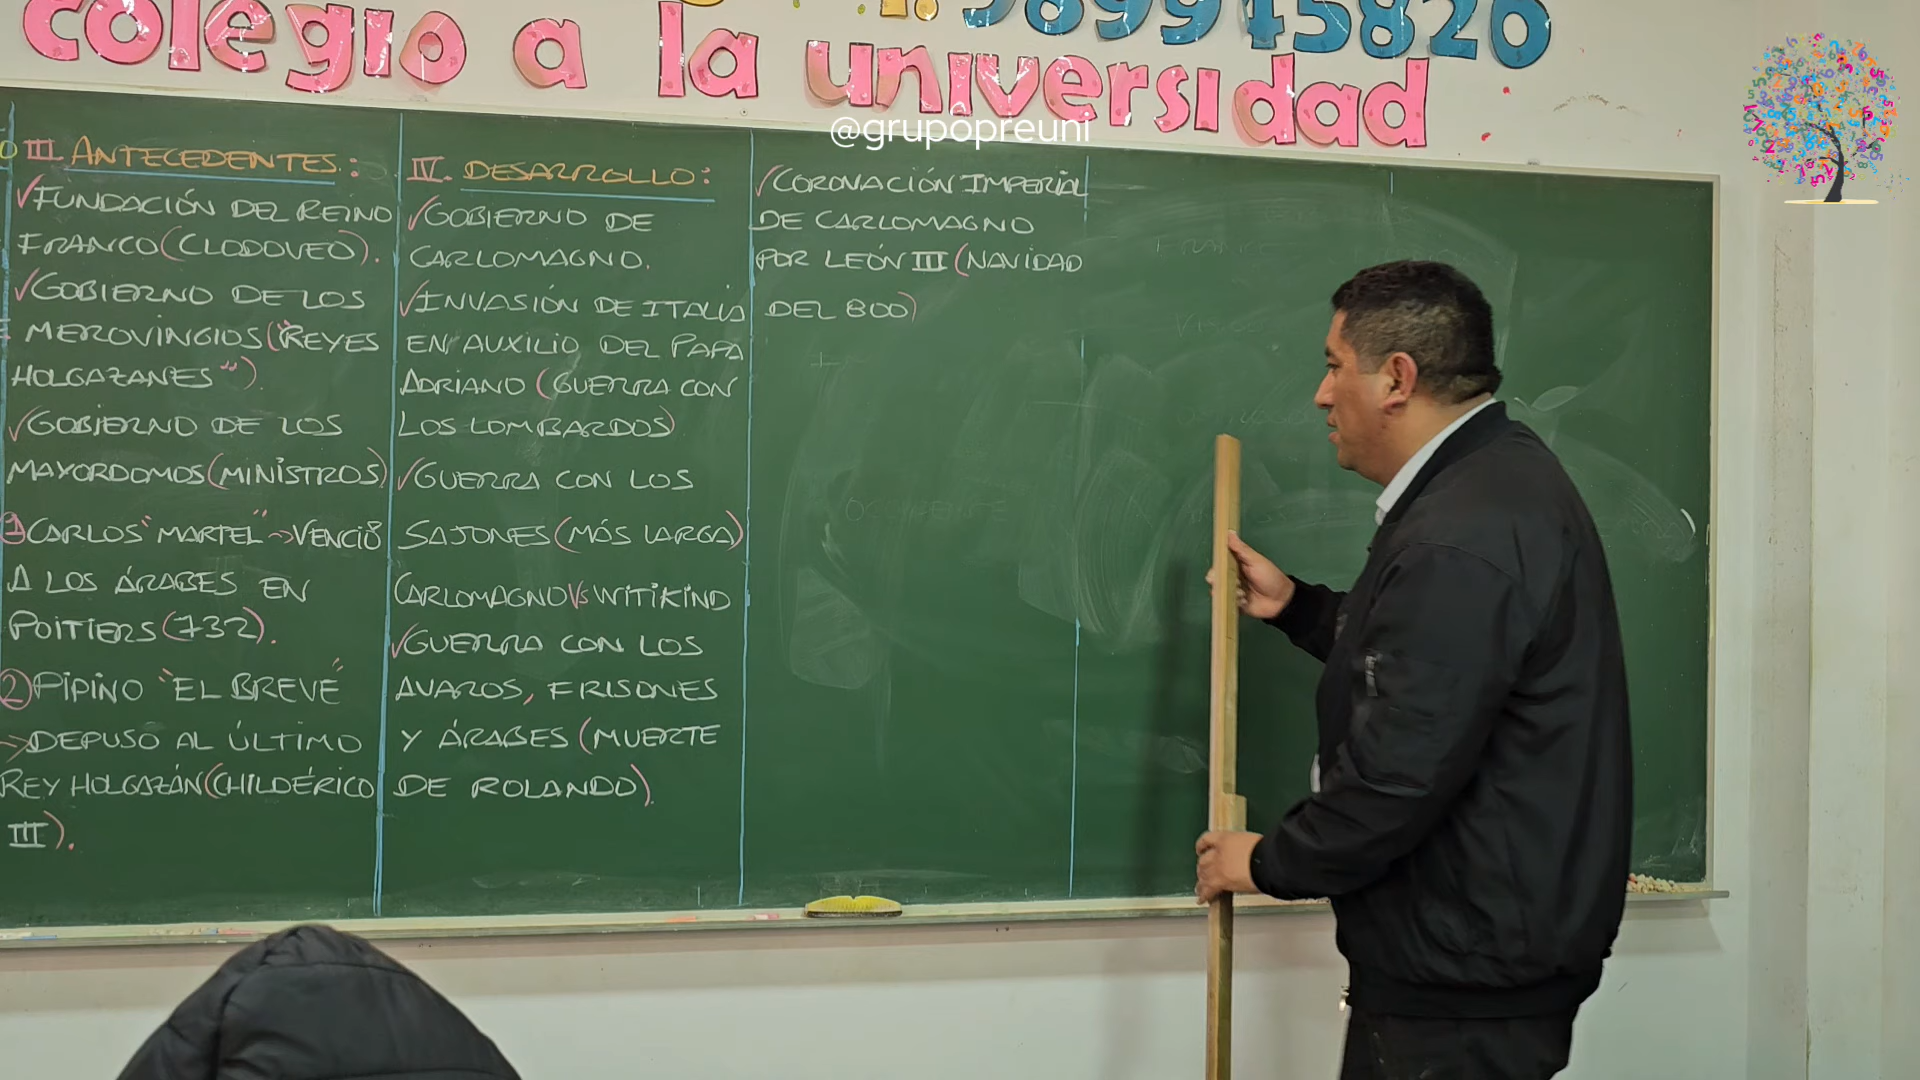 989975820
colegio a la universidad
@grupopreuni
III. ANTECEDENTES:
✓FUNDACIÓN DEL REINO
FRANCO (CLODOVEO).
✓GOBIERNO DE LOS
MEROVINGIOS ("REYES
HOLGAZANES").
✓GOBIERNO DE LOS
MAYORDOMOS (MINISTROS)
1 CARLOS "MARTEL" → VENCIÓ
A LOS ÁRABES EN
POITIERS (732).
2 PIPINO "EL BREVE"
→ DEPUSO AL ÚLTIMO
REY HOLGAZÁN (CHILDÉRICO
III).
IV. DESARROLLO:
✓GOBIERNO DE
CARLOMAGNO.
✓INVASIÓN DE ITALIA
EN AUXILIO DEL PAPA
ADRIANO (GUERRA CON
LOS LOMBARDOS)
✓GUERRA CON LOS
SAJONES (MÁS LARGA)
CARLOMAGNO Vs WITIKIND
✓GUERRA CON LOS
AVAROS, FRISONES
Y ÁRABES (MUERTE
DE ROLANDO).
✓CORONACIÓN IMPERIAL
DE CARLOMAGNO
POR LEÓN III (NAVIDAD
DEL 800)
OCCIDENTE